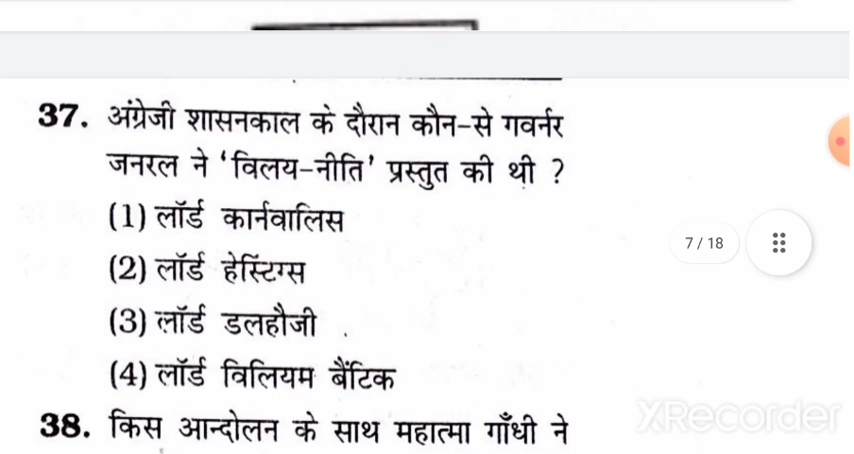 37. अंग्रेजी शासनकाल के दौरान कौन-से गवर्नर
जनरल ने ‘विलय-नीति’ प्रस्तुत की थी ?
(1) लॉर्ड कार्नवालिस
(2) लॉर्ड हेस्टिंग्स
(3) लॉर्ड डलहौजी
(4) लॉर्ड विलियम बैंटिक
38. किस आन्दोलन के साथ महात्मा गाँधी ने
7 / 18
XRecorder